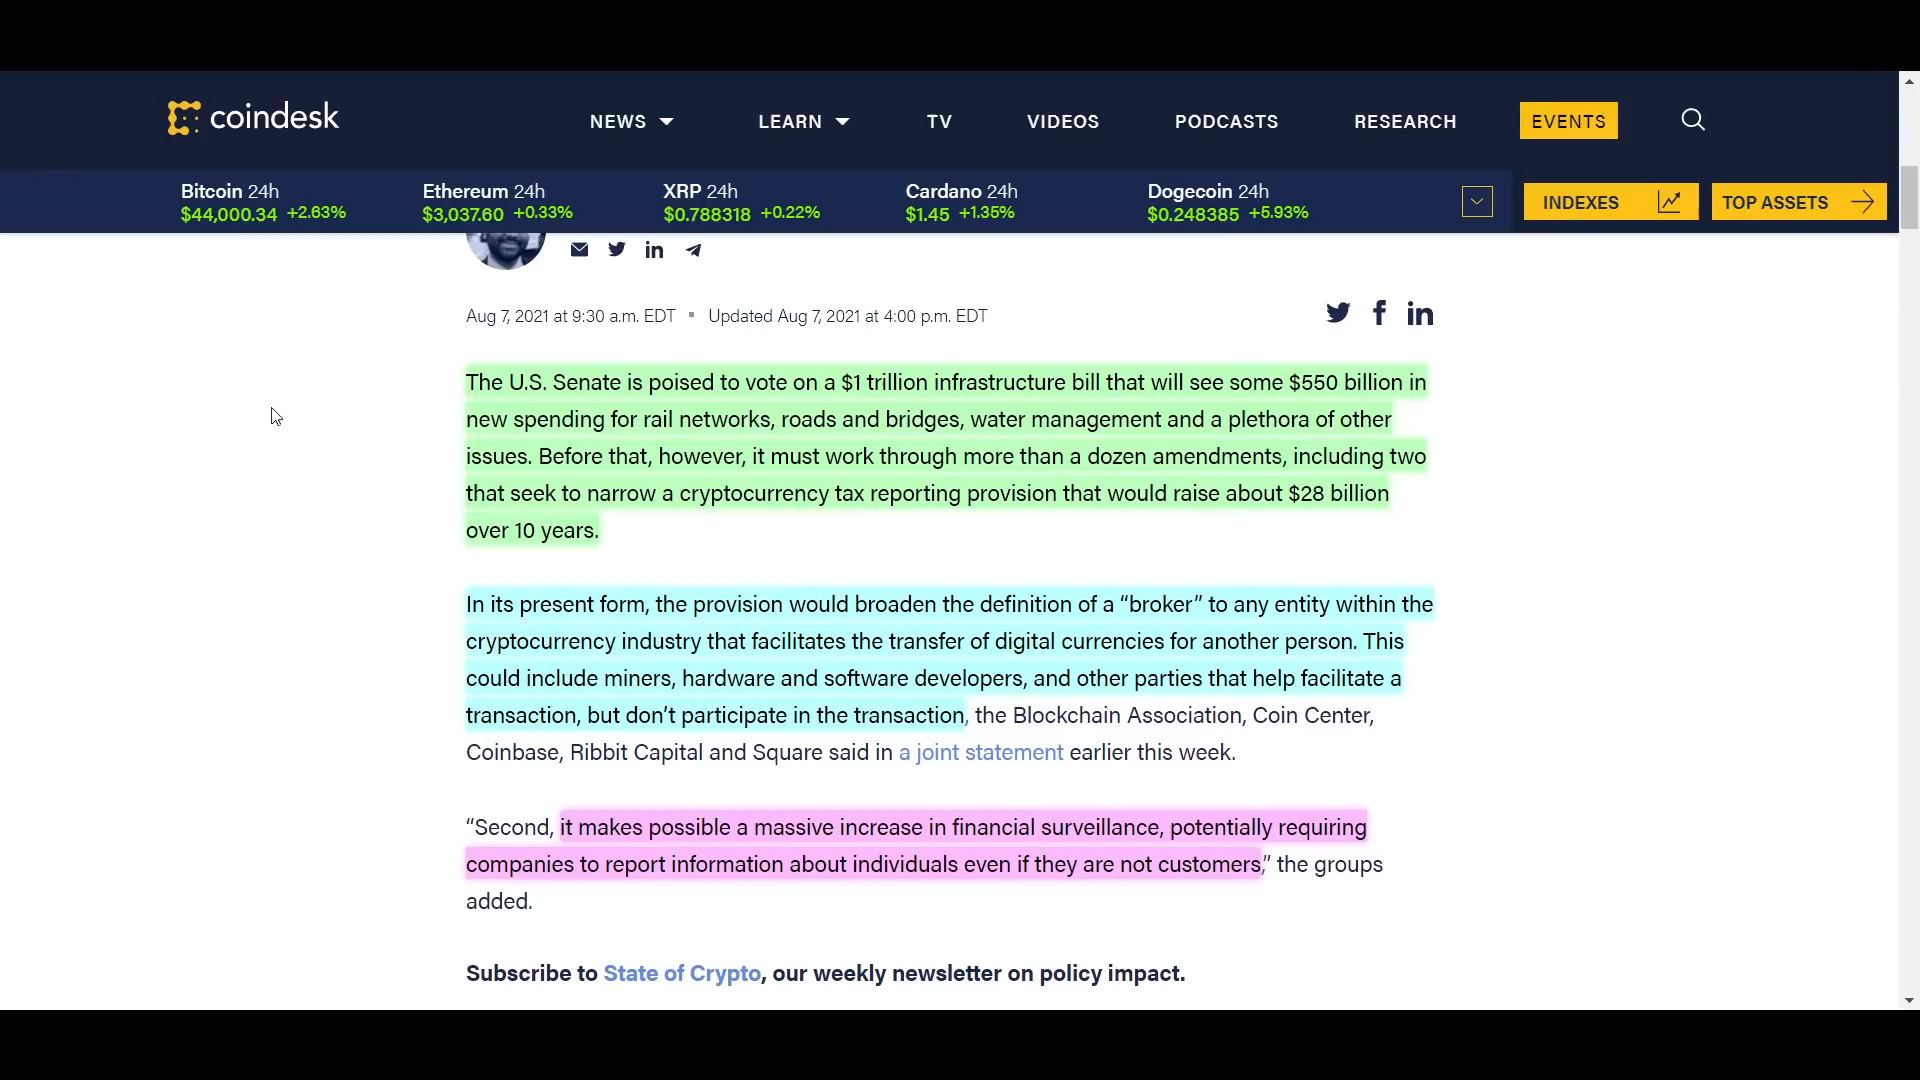 coindesk
NEWS
LEARN
TV
VIDEOS
PODCASTS
RESEARCH
EVENTS
Bitcoin 24h
$44,000.34 +2.63%
Ethereum 24h
$3,037.60 +0.33%
XRP 24h
$0.788318 +0.22%
Cardano 24h
$1.45 +1.35%
Dogecoin 24h
$0.248385 +5.93%
INDEXES
TOP ASSETS
Aug 7, 2021 at 9:30 a.m. EDT ▪ Updated Aug 7, 2021 at 4:00 p.m. EDT
The U.S. Senate is poised to vote on a $1 trillion infrastructure bill that will see some $550 billion in
new spending for rail networks, roads and bridges, water management and a plethora of other
issues. Before that, however, it must work through more than a dozen amendments, including two
that seek to narrow a cryptocurrency tax reporting provision that would raise about $28 billion
over 10 years.
In its present form, the provision would broaden the definition of a “broker” to any entity within the
cryptocurrency industry that facilitates the transfer of digital currencies for another person. This
could include miners, hardware and software developers, and other parties that help facilitate a
transaction, but don’t participate in the transaction, the Blockchain Association, Coin Center,
Coinbase, Ribbit Capital and Square said in a joint statement earlier this week.
“Second, it makes possible a massive increase in financial surveillance, potentially requiring
companies to report information about individuals even if they are not customers,” the groups
added.
Subscribe to State of Crypto, our weekly newsletter on policy impact.